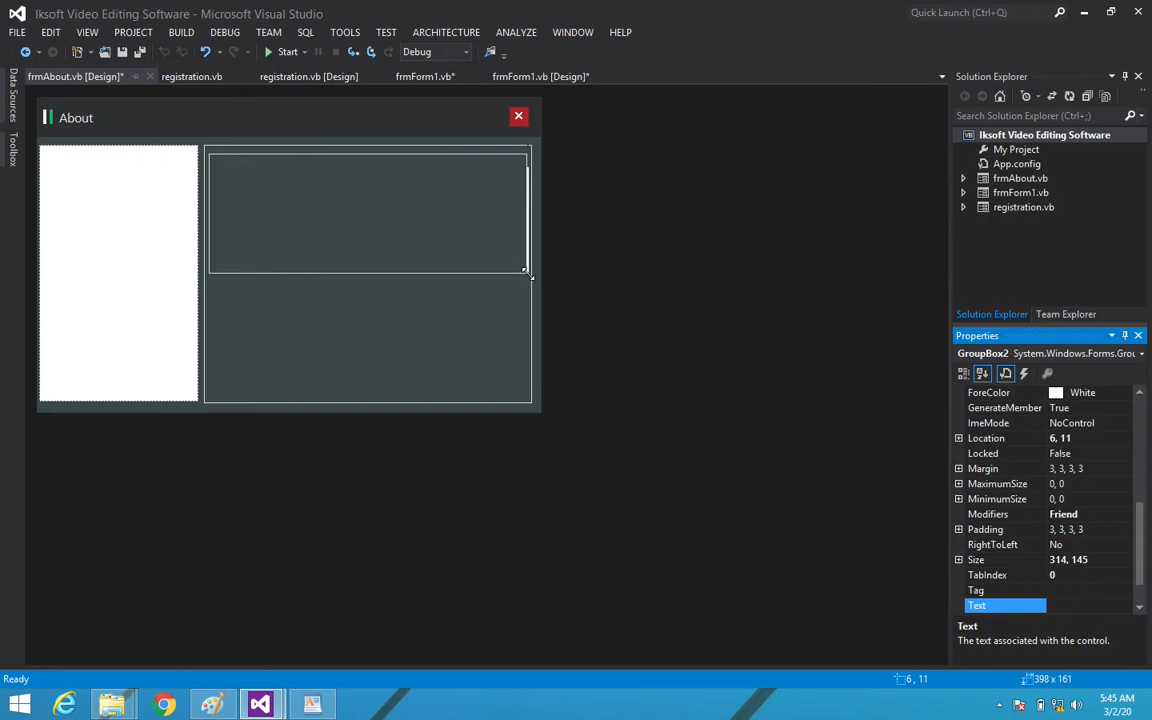 Iksoft Video Editing Software - Microsoft Visual Studio
Quick Launch (Ctrl+;)
FILE EDIT VIEW PROJECT BUILD DEBUG TEAM SQL TOOLS TEST ARCHITECTURE ANALYZE WINDOW HELP
Start Debug
Data Sources
Toolbox
frmAbout.vb [Design]* registration.vb registration.vb [Design] frmForm1.vb* frmForm1.vb [Design]*
About
Solution Explorer
Search Solution Explorer (Ctrl+;)
Iksoft Video Editing Software
My Project
App.config
frmAbout.vb
frmForm1.vb
registration.vb
Solution Explorer Team Explorer
Properties
GroupBox2 System.Windows.Forms.Grou
ForeColor White
GenerateMember True
ImeMode NoControl
Location 6, 11
Locked False
Margin 3, 3, 3, 3
MaximumSize 0, 0
MinimumSize 0, 0
Modifiers Friend
Padding 3, 3, 3, 3
RightToLeft No
Size 314, 145
TabIndex 0
Tag
Text
Text
The text associated with the control.
Ready 6 , 11 398 x 161
5:45 AM
3/2/20